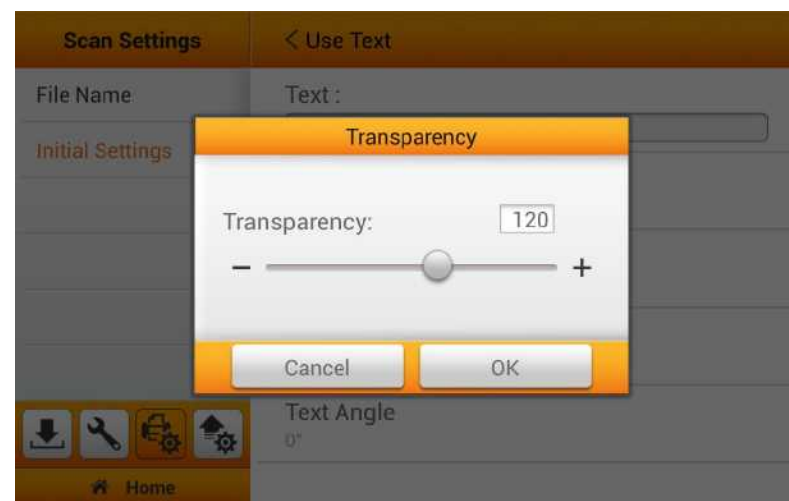 Scan Settings
< Use Text
File Name
Text :
Initial Settings
Transparency
Transparency:
120
− +
Cancel
OK
Text Angle
0°
Home